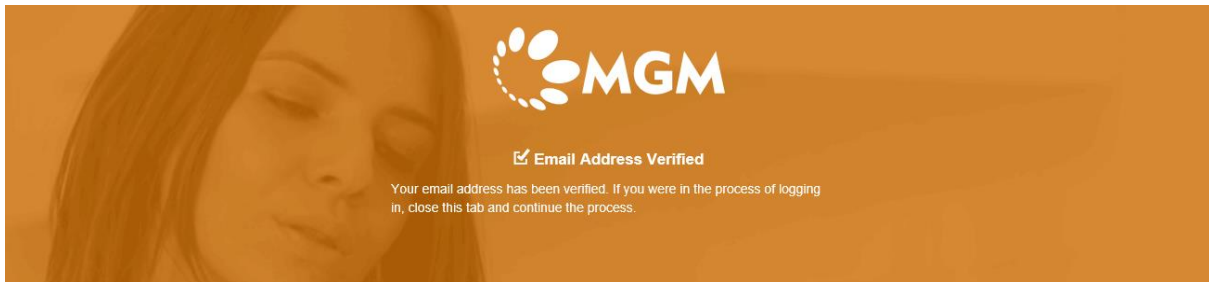 MGM
Email Address Verified
Your email address has been verified. If you were in the process of logging
in, close this tab and continue the process.